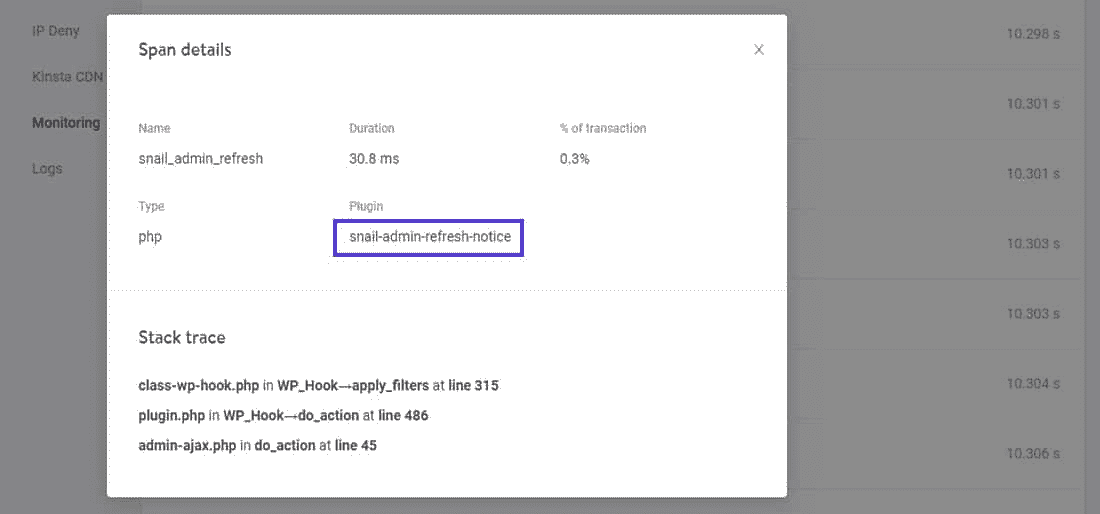 IP Deny
Kinsta CDN
Monitoring
Logs
Span details
Name Duration % of transaction
snail_admin_refresh 30.8 ms 0.3%
Type Plugin
php snail-admin-refresh-notice
Stack trace
class-wp-hook.php in WP_Hook→apply_filters at line 315
plugin.php in WP_Hook→do_action at line 486
admin-ajax.php in do_action at line 45
10.298 s
10.301 s
10.301 s
10.303 s
10.303 s
10.304 s
10.306 s